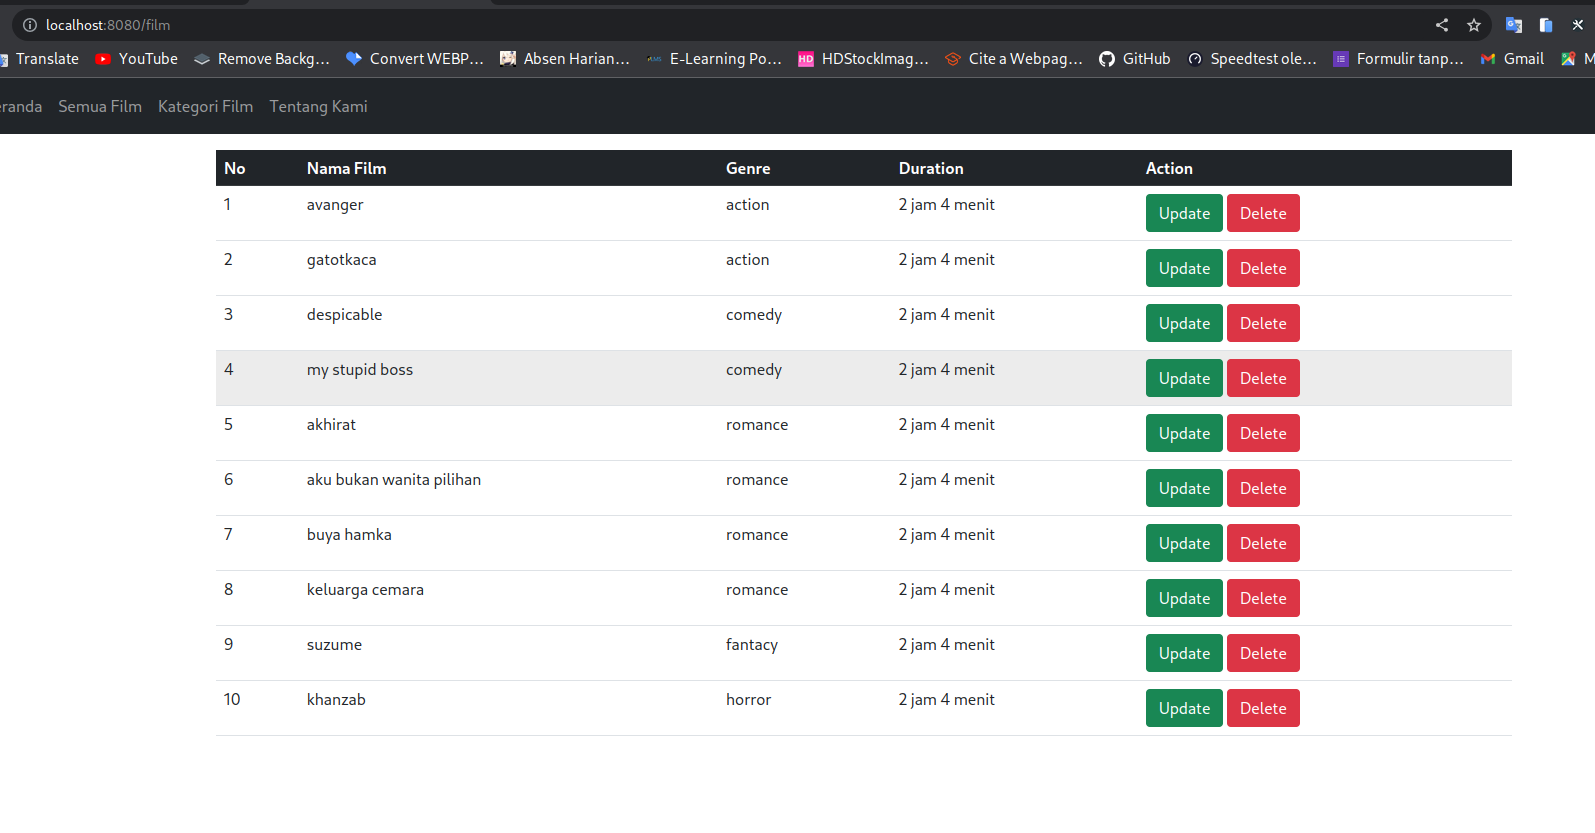 localhost:8080/film
Translate YouTube Remove Backg... Convert WEBP... Absen Harian... E-Learning Po... HD HDStockImag... Cite a Webpag... GitHub Speedtest ole... Formulir tanp... Gmail M
eranda Semua Film Kategori Film Tentang Kami
No Nama Film Genre Duration Action
1 avanger action 2 jam 4 menit Update Delete
2 gatotkaca action 2 jam 4 menit Update Delete
3 despicable comedy 2 jam 4 menit Update Delete
4 my stupid boss comedy 2 jam 4 menit Update Delete
5 akhirat romance 2 jam 4 menit Update Delete
6 aku bukan wanita pilihan romance 2 jam 4 menit Update Delete
7 buya hamka romance 2 jam 4 menit Update Delete
8 keluarga cemara romance 2 jam 4 menit Update Delete
9 suzume fantacy 2 jam 4 menit Update Delete
10 khanzab horror 2 jam 4 menit Update Delete